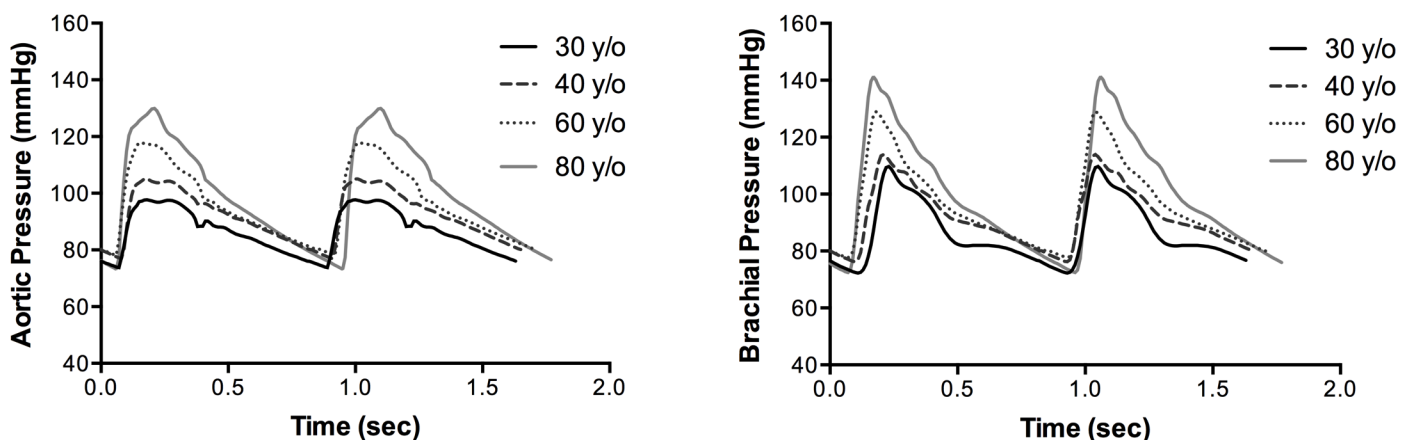 Aortic Pressure (mmHg)
160
140
120
100
80
60
40
0.0 0.5 1.0 1.5 2.0
Time (sec)
30 y/o
40 y/o
60 y/o
80 y/o
Brachial Pressure (mmHg)
160
140
120
100
80
60
40
0.0 0.5 1.0 1.5 2.0
Time (sec)
30 y/o
40 y/o
60 y/o
80 y/o